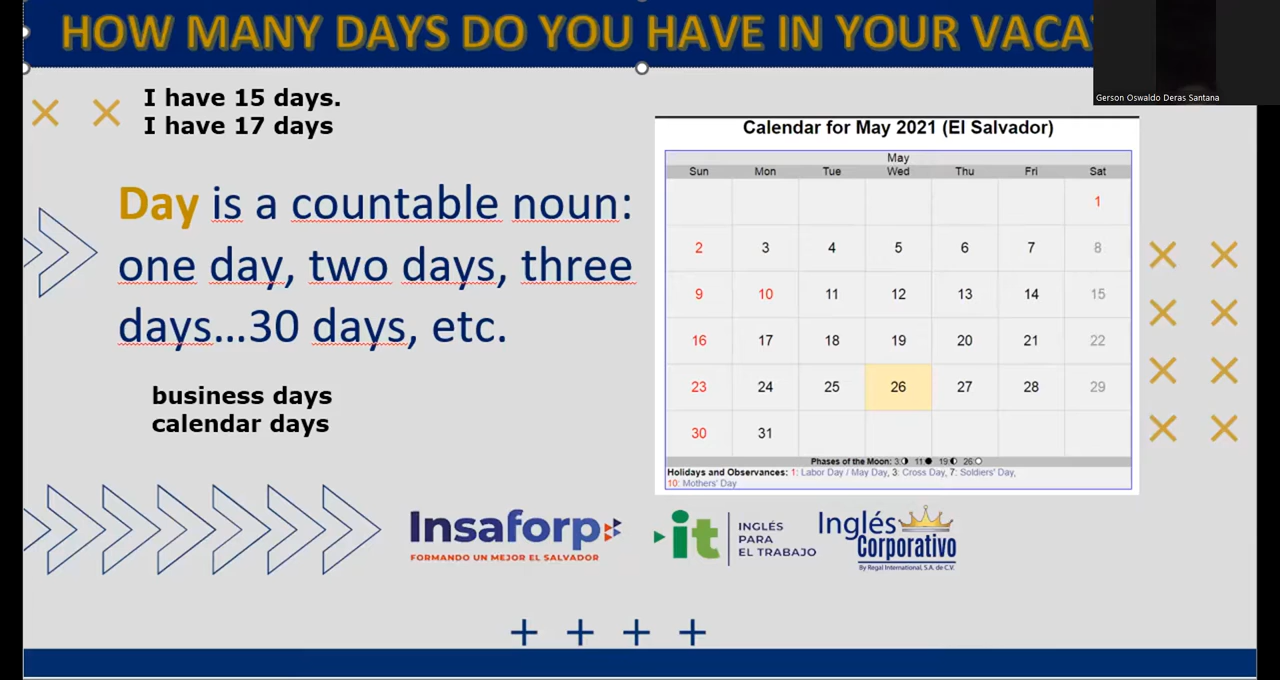 HOW MANY DAYS DO YOU HAVE IN YOUR
Gerson Oswaldo Deras Santana
I have 15 days.
I have 17 days
Day is a countable noun:
one day, two days, three
days...30 days, etc.
business days
calendar days
Calendar for May 2021 (El Salvador)
May
Sun Mon Tue Wed Thu Fri Sat
1
2 3 4 5 6 7 8
9 10 11 12 13 14 15
16 17 18 19 20 21 22
23 24 25 26 27 28 29
30 31
Phases of the Moon: 3: 11: 19: 26:
Holidays and Observances: 1: Labor Day / May Day, 3: Cross Day, 7: Soldiers' Day,
10: Mothers' Day
Insaforp
FORMANDO UN MEJOR EL SALVADOR
it
INGLÉS
PARA
EL TRABAJO
Inglés
Corporativo
By Regal International, S.A. de C.V.